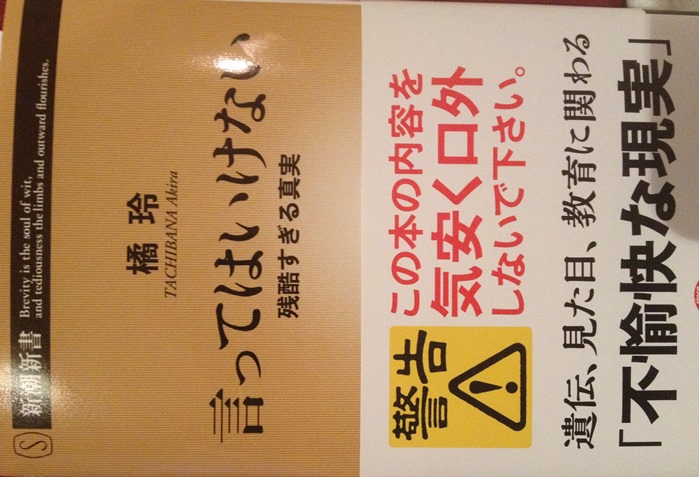 新潮新書
Brevity is the soul of wit,
and tediousness the limbs and outward flourishes.
橘 玲
TACHIBANA Akira
言ってはいけない
残酷すぎる真実
警告
この本の内容を
気安く口外
しないで下さい。
遺伝、見た目、教育に関わる
「不愉快な現実」